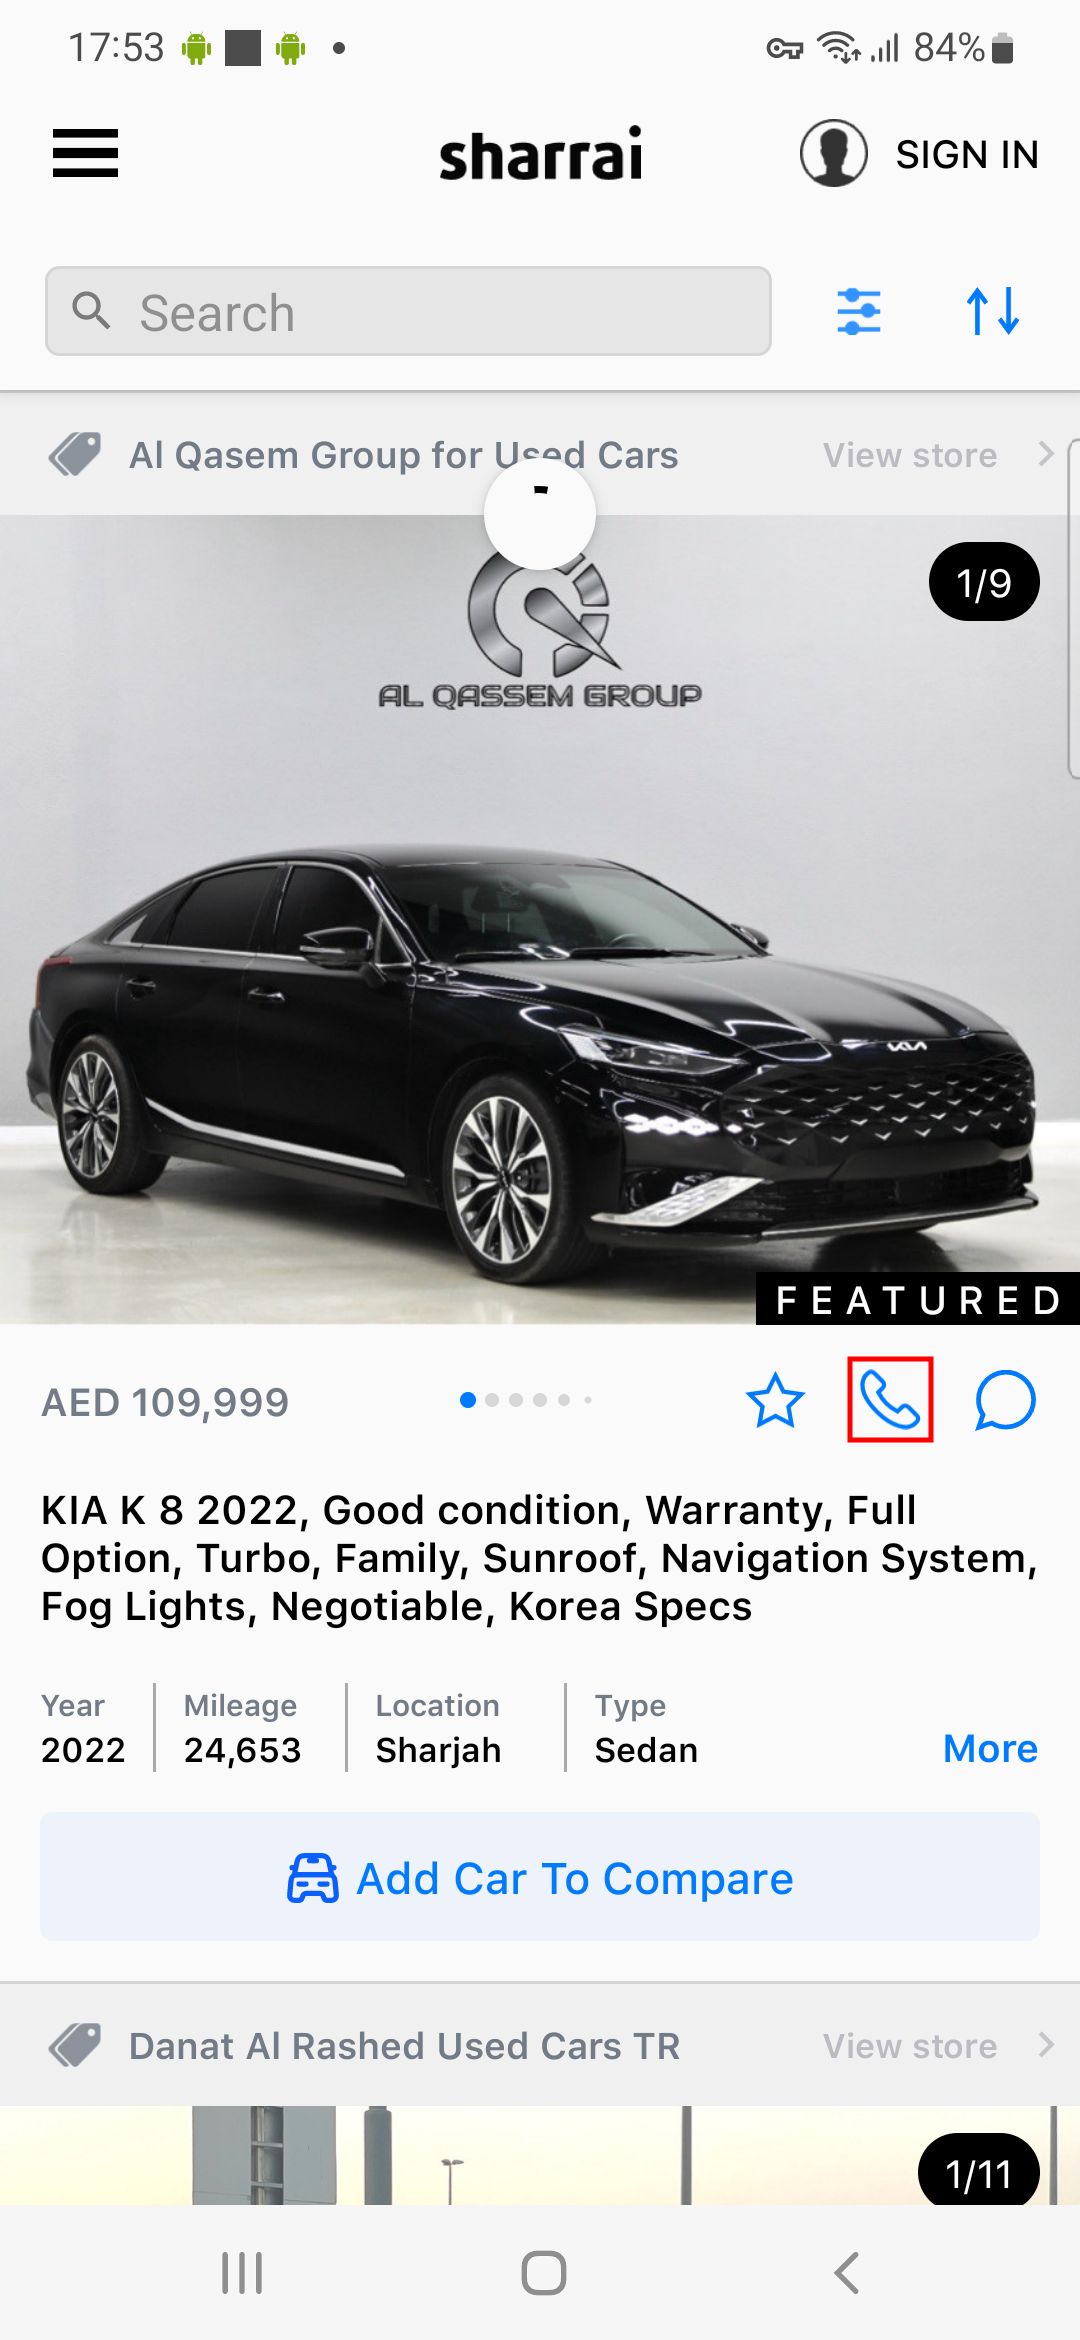 17:53
84%
sharrai
SIGN IN
Search
Al Qasem Group for Used Cars
View store
1/9
AL QASSEM GROUP
KIA
FEATURED
AED 109,999
KIA K 8 2022, Good condition, Warranty, Full
Option, Turbo, Family, Sunroof, Navigation System,
Fog Lights, Negotiable, Korea Specs
Year
2022
Mileage
24,653
Location
Sharjah
Type
Sedan
More
Add Car To Compare
Danat Al Rashed Used Cars TR
View store
1/11